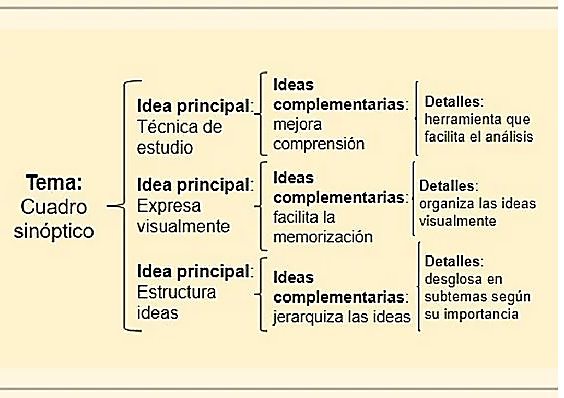 Tema:
Cuadro
sinóptico
Idea principal:
Técnica de
estudio
Ideas
complementarias:
mejora
comprensión
Detalles:
herramienta que
facilita el análisis
Idea principal:
Expresa
visualmente
Ideas
complementarias:
facilita la
memorización
Detalles:
organiza las ideas
visualmente
Idea principal:
Estructura
ideas
Ideas
complementarias:
jerarquiza las ideas
Detalles:
desglosa en
subtemas según
su importancia